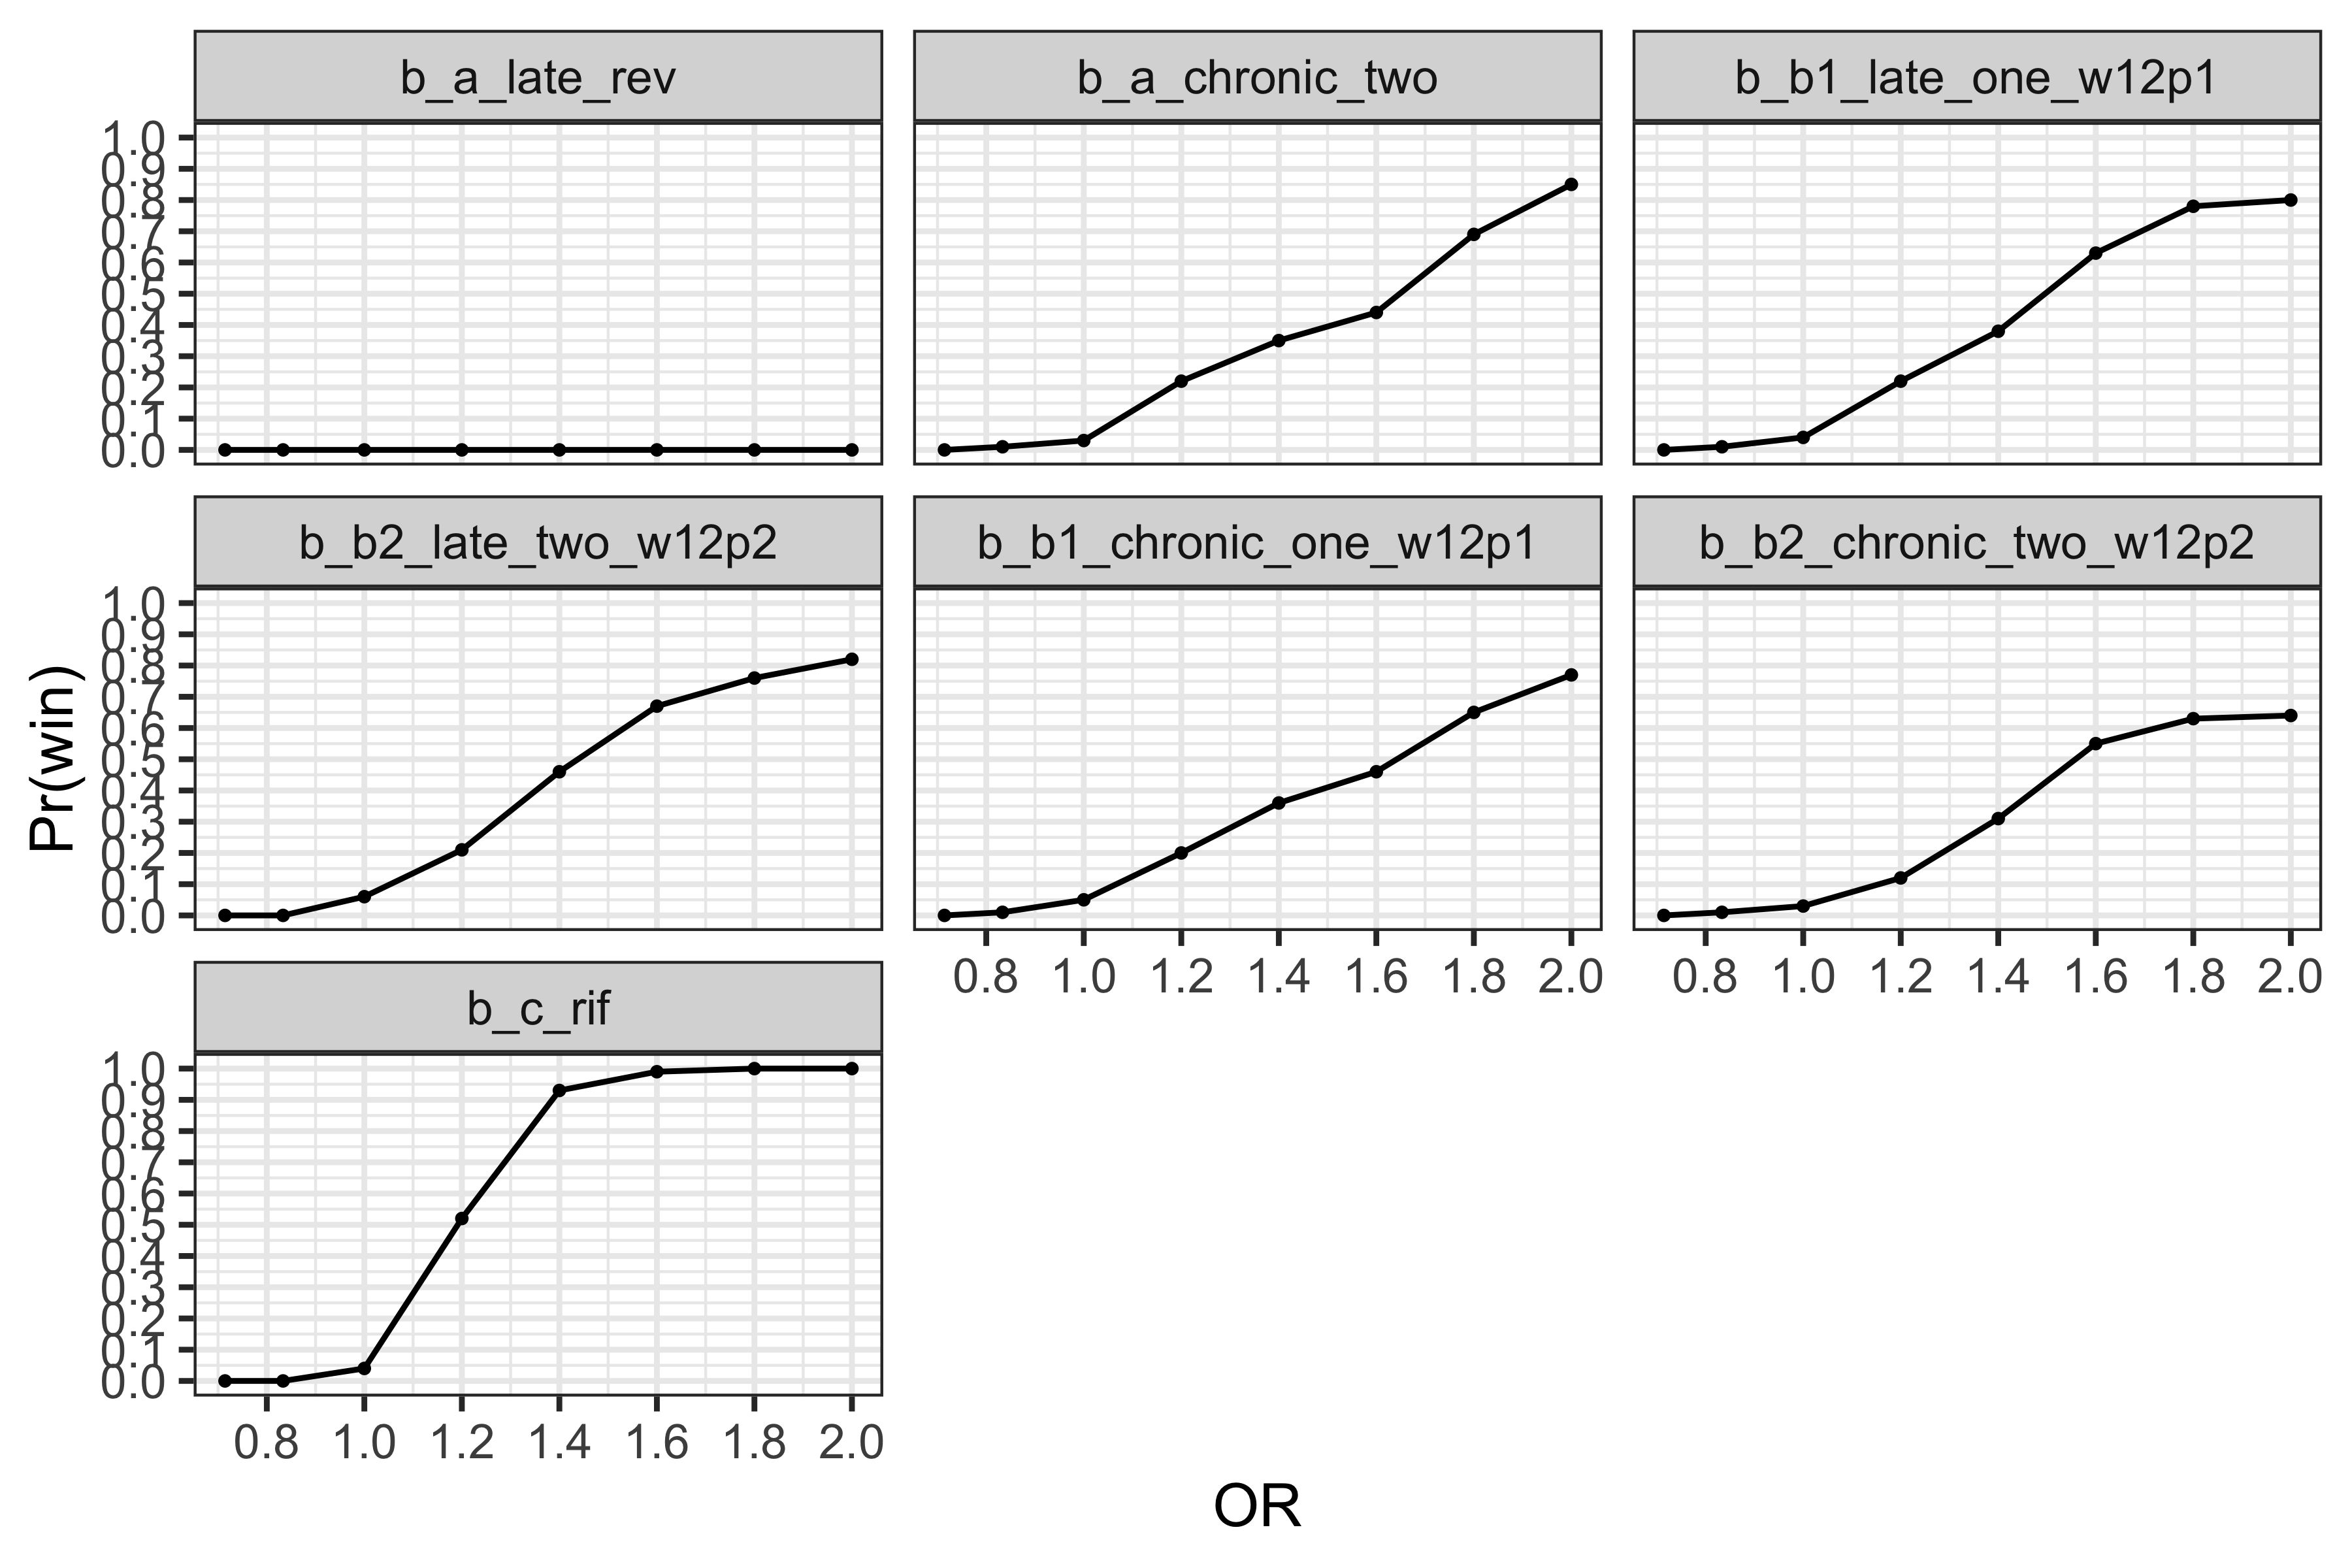 b_a_late_rev
b_a_chronic_two
b_b1_late_one_w12p1
1.0
0.9
0.8
0.7
0.6
0.5
0.4
0.3
0.2
0.1
0.0
b_b2_late_two_w12p2
b_b1_chronic_one_w12p1
b_b2_chronic_two_w12p2
1.0
0.9
0.8
0.7
0.6
0.5
0.4
0.3
0.2
0.1
0.0
Pr(win)
0.8 1.0 1.2 1.4 1.6 1.8 2.0
0.8 1.0 1.2 1.4 1.6 1.8 2.0
b_c_rif
1.0
0.9
0.8
0.7
0.6
0.5
0.4
0.3
0.2
0.1
0.0
0.8 1.0 1.2 1.4 1.6 1.8 2.0
OR